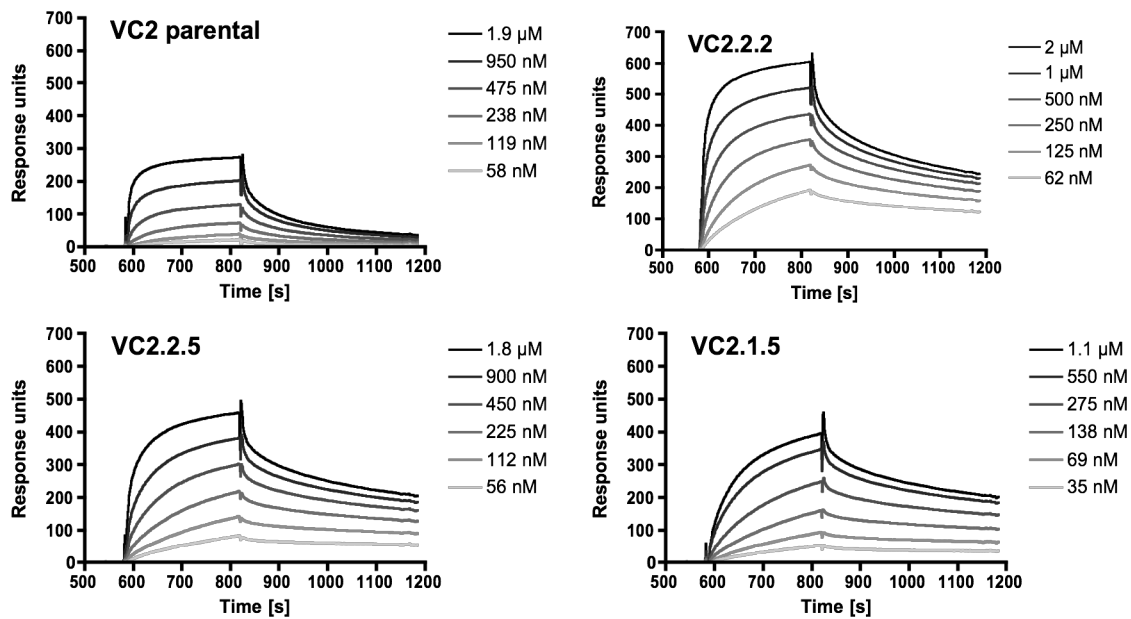 VC2 parental
Response units
700
600
500
400
300
200
100
0
500 600 700 800 900 1000 1100 1200
Time [s]
1.9 µM
950 nM
475 nM
238 nM
119 nM
58 nM
VC2.2.2
Response units
700
600
500
400
300
200
100
0
500 600 700 800 900 1000 1100 1200
Time [s]
2 µM
1 µM
500 nM
250 nM
125 nM
62 nM
VC2.2.5
Response units
700
600
500
400
300
200
100
0
500 600 700 800 900 1000 1100 1200
Time [s]
1.8 µM
900 nM
450 nM
225 nM
112 nM
56 nM
VC2.1.5
Response units
700
600
500
400
300
200
100
0
500 600 700 800 900 1000 1100 1200
Time [s]
1.1 µM
550 nM
275 nM
138 nM
69 nM
35 nM